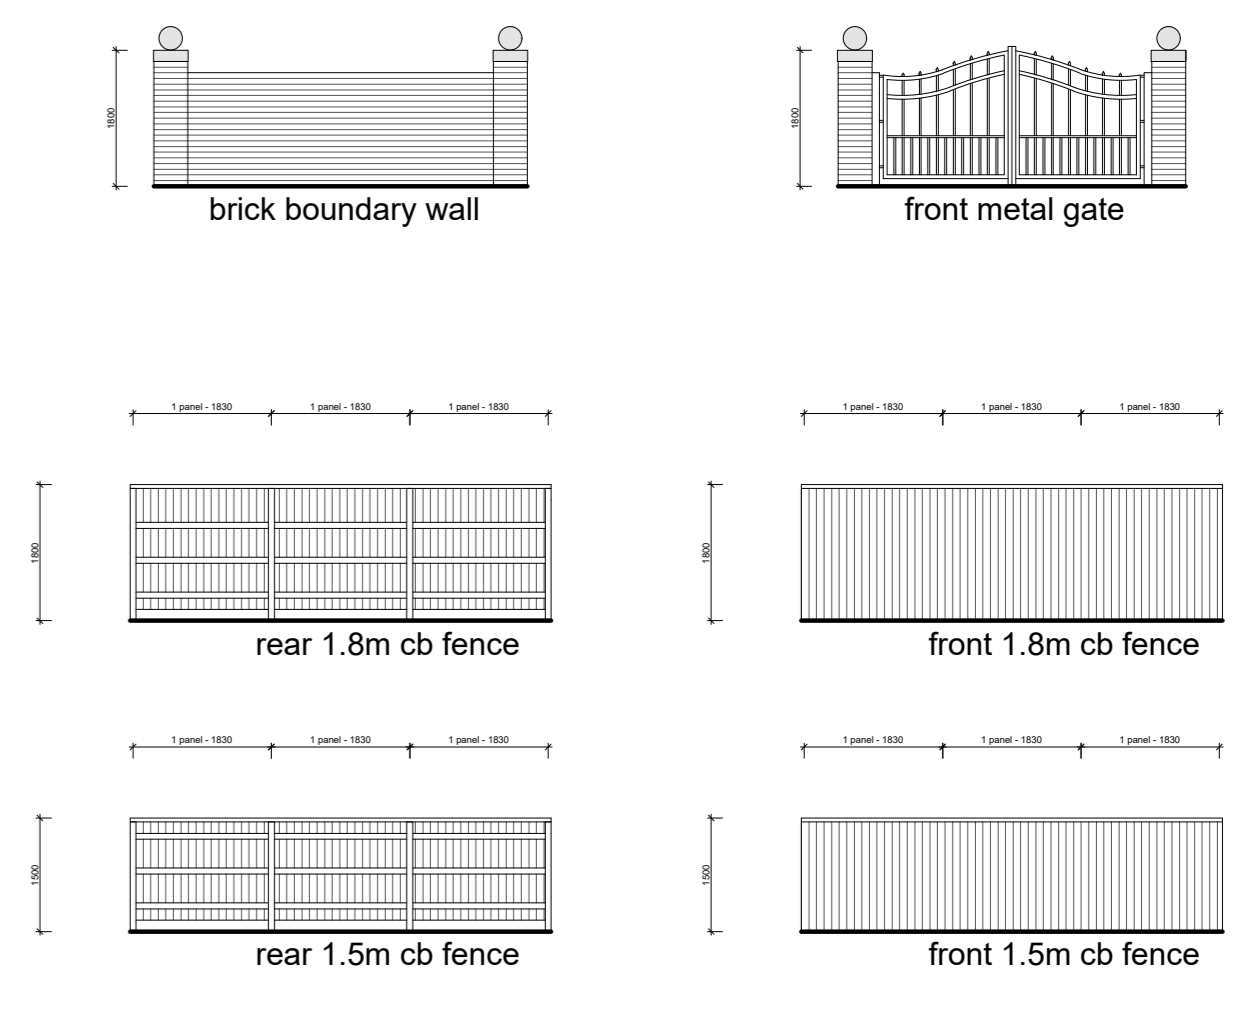 1800
brick boundary wall
1800
front metal gate
1 panel - 1830 1 panel - 1830 1 panel - 1830
1800
rear 1.8m cb fence
1 panel - 1830 1 panel - 1830 1 panel - 1830
1800
front 1.8m cb fence
1 panel - 1830 1 panel - 1830 1 panel - 1830
1500
rear 1.5m cb fence
1 panel - 1830 1 panel - 1830 1 panel - 1830
1500
front 1.5m cb fence